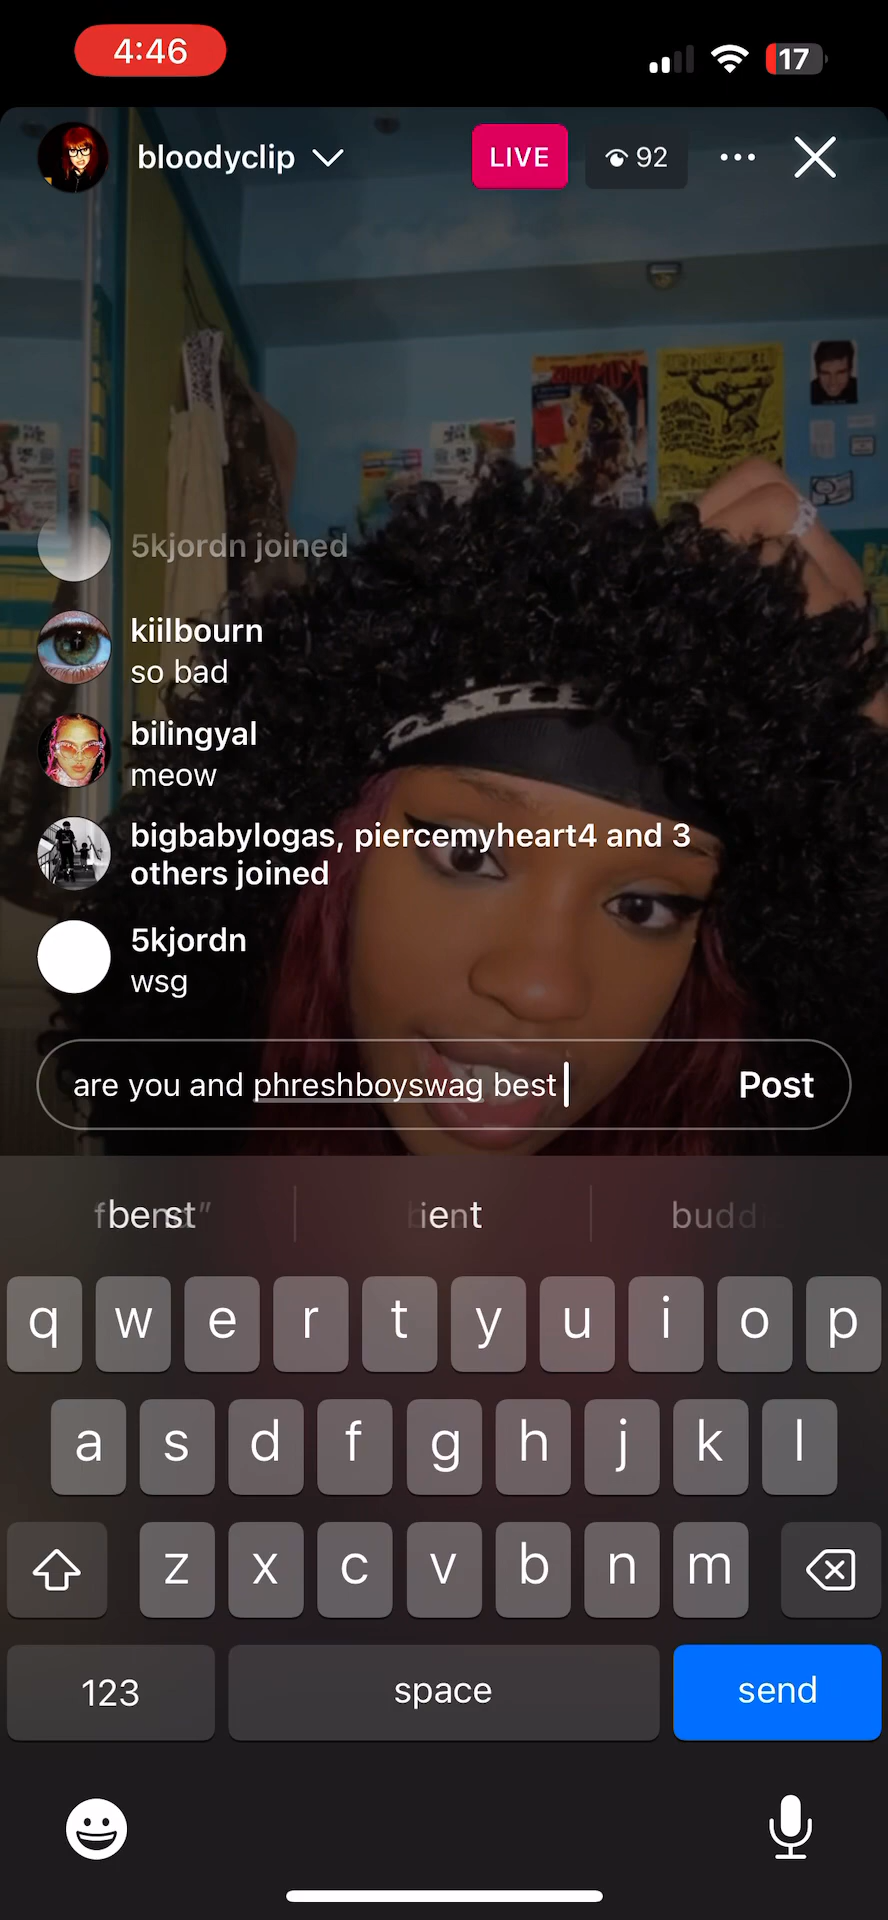 4:46
17
bloodyclip
LIVE
92
5kjordn joined
kiilbourn
so bad
bilingyal
meow
bigbabylogas, piercemyheart4 and 3
others joined
5kjordn
wsg
are you and phreshboyswag best
Post
q w e r t y u i o p
a s d f g h j k l
z x c v b n m
123
space
send